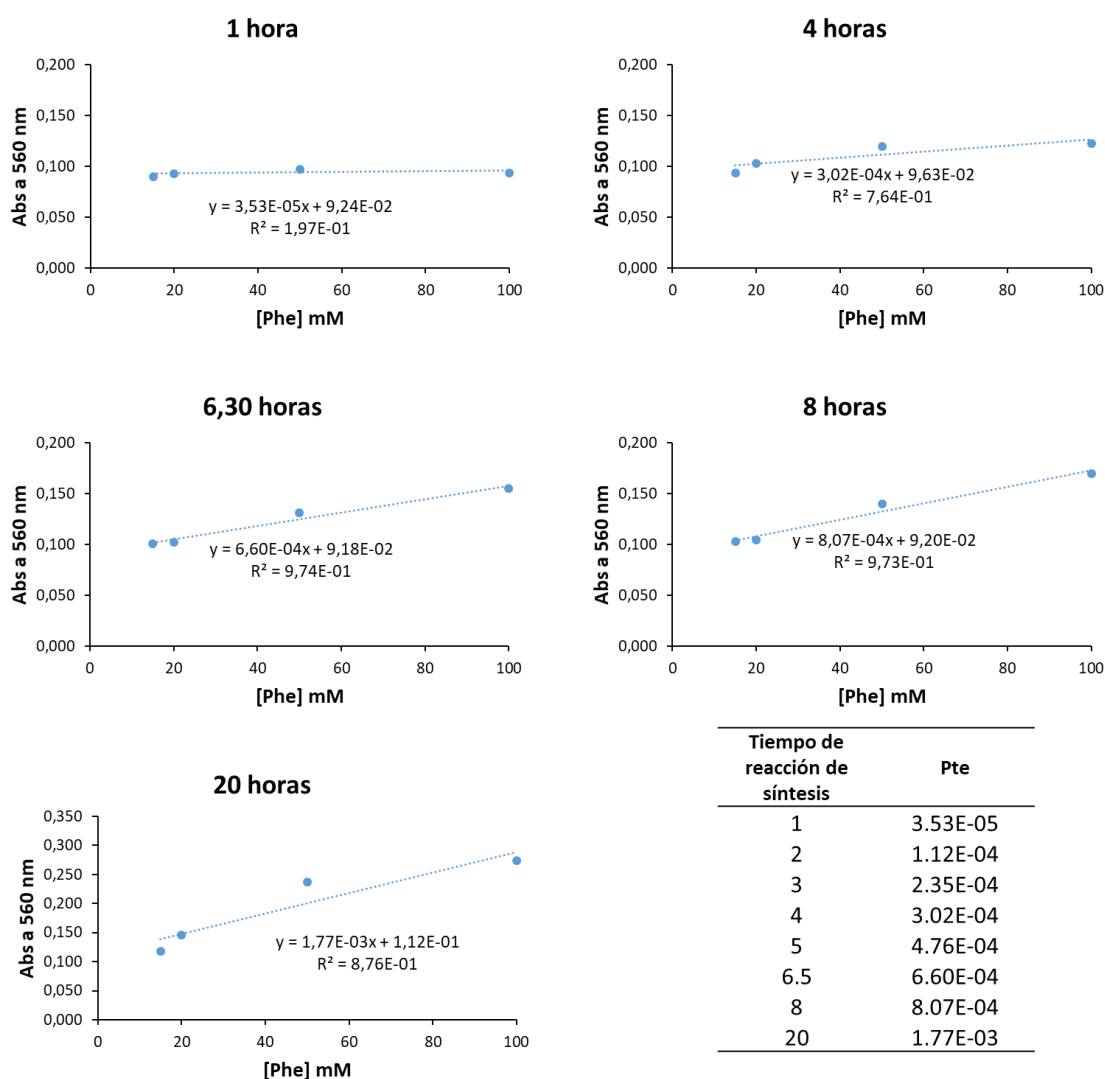 1 hora
0,200
0,150
0,100
0,050
0,000
Abs a 560 nm
y = 3,53E-05x + 9,24E-02
R² = 1,97E-01
0 20 40 60 80 100
[Phe] mM
4 horas
0,200
0,150
0,100
0,050
0,000
Abs a 560 nm
y = 3,02E-04x + 9,63E-02
R² = 7,64E-01
0 20 40 60 80 100
[Phe] mM
6,30 horas
0,200
0,150
0,100
0,050
0,000
Abs a 560 nm
y = 6,60E-04x + 9,18E-02
R² = 9,74E-01
0 20 40 60 80 100
[Phe] mM
8 horas
0,200
0,150
0,100
0,050
0,000
Abs a 560 nm
y = 8,07E-04x + 9,20E-02
R² = 9,73E-01
0 20 40 60 80 100
[Phe] mM
20 horas
0,350
0,300
0,250
0,200
0,150
0,100
0,050
0,000
Abs a 560 nm
y = 1,77E-03x + 1,12E-01
R² = 8,76E-01
0 20 40 60 80 100
[Phe] mM
Tiempo de
reacción de
síntesis
Pte
1 3.53E-05
2 1.12E-04
3 2.35E-04
4 3.02E-04
5 4.76E-04
6.5 6.60E-04
8 8.07E-04
20 1.77E-03